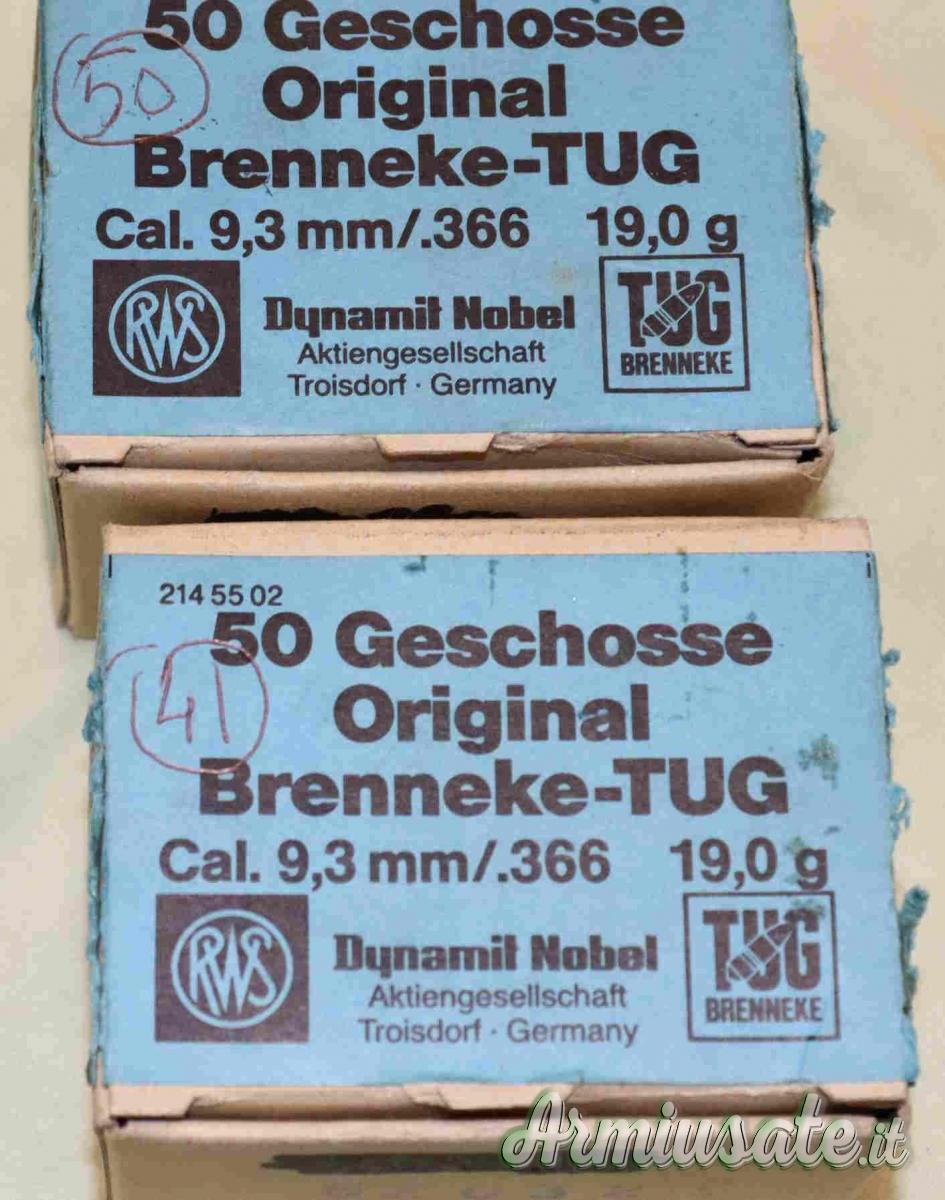 50 Geschosse
50
Original
Brenneke-TUG
Cal. 9,3 mm/.366 19,0 g
RWS
Dynamit Nobel
Aktiengesellschaft
Troisdorf · Germany
TUG
BRENNEKE
214 55 02
50 Geschosse
41
Original
Brenneke-TUG
Cal. 9,3 mm/.366 19,0 g
RWS
Dynamit Nobel
Aktiengesellschaft
Troisdorf · Germany
TUG
BRENNEKE
Armiusate.it